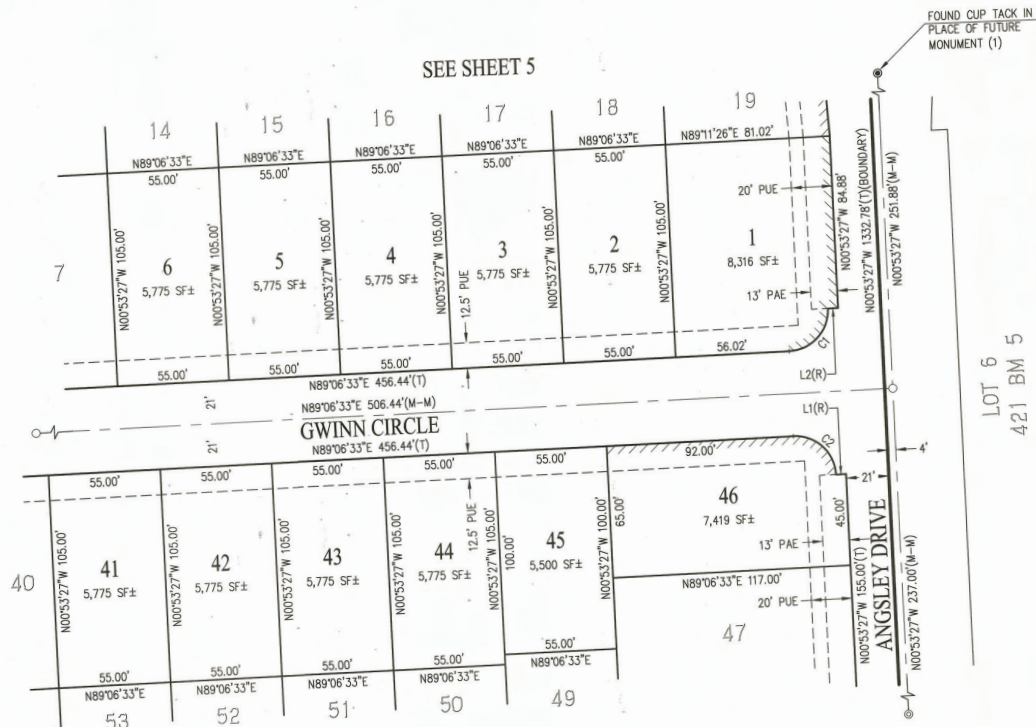 FOUND CUP TACK IN
PLACE OF FUTURE
MONUMENT (1)
SEE SHEET 5
14
15
16
17
18
19
N89°06'33"E
N89°06'33"E
N89°06'33"E
N89°06'33"E
N89°06'33"E
N89°11'26"E 81.02'
55.00'
55.00'
55.00'
55.00'
55.00'
7
N00°53'27"W 105.00'
6
5,775 SF±
N00°53'27"W 105.00'
5
5,775 SF±
N00°53'27"W 105.00'
4
5,775 SF±
N00°53'27"W 105.00'
3
5,775 SF±
12.5' PUE
N00°53'27"W 105.00'
2
5,775 SF±
N00°53'27"W 105.00'
1
8,316 SF±
20' PUE
13' PAE
N00°53'27"W 84.88'
N00°53'27"W 1332.78'(T)(BOUNDARY)
N00°53'27"W 251.88'(M-M)
C1
L2(R)
55.00'
55.00'
55.00'
55.00'
55.00'
56.02'
21'
N89°06'33"E 456.44'(T)
N89°06'33"E 506.44'(M-M)
GWINN CIRCLE
21'
N89°06'33"E 456.44'(T)
L1(R)
C2
LOT 6
421 BM 5
4'
21'
55.00'
55.00'
55.00'
55.00'
55.00'
92.00'
40
N00°53'27"W 105.00'
41
5,775 SF±
N00°53'27"W 105.00'
42
5,775 SF±
N00°53'27"W 105.00'
43
5,775 SF±
N00°53'27"W 105.00'
44
5,775 SF±
12.5' PUE
N00°53'27"W 105.00'
100.00'
45
5,500 SF±
N00°53'27"W 100.00'
65.00'
46
7,419 SF±
13' PAE
45.00'
N89°06'33"E 117.00'
20' PUE
47
N00°53'27"W 155.00'(T)
ANGSLEY DRIVE
N00°53'27"W 237.00'(M-M)
55.00'
55.00'
55.00'
55.00'
55.00'
N89°06'33"E
N89°06'33"E
N89°06'33"E
N89°06'33"E
N89°06'33"E
53
52
51
50
49